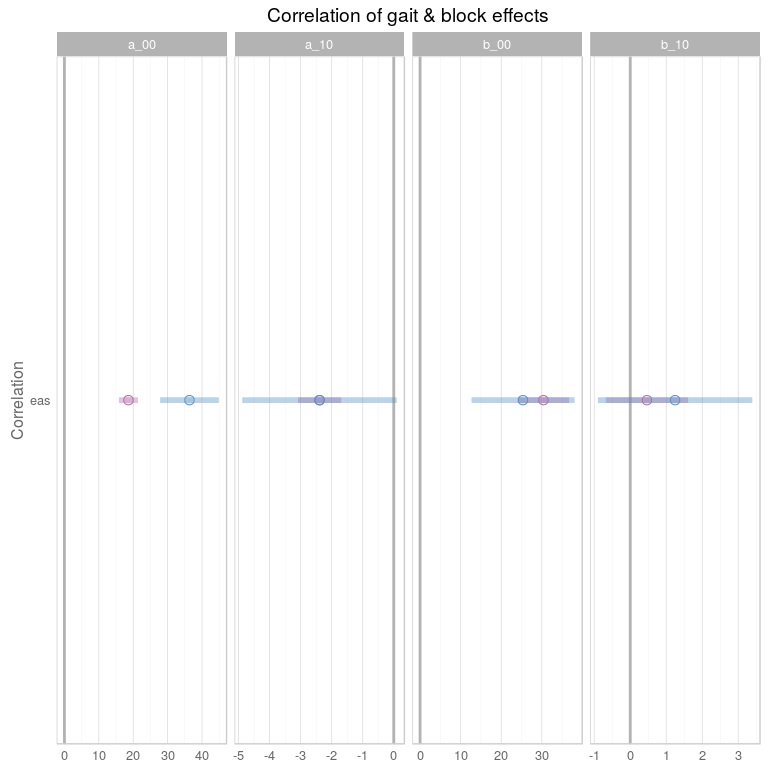 Correlation of gait & block effects
a_00 a_10 b_00 b_10
Correlation
eas
0 10 20 30 40 -5 -4 -3 -2 -1 0 0 10 20 30 -1 0 1 2 3